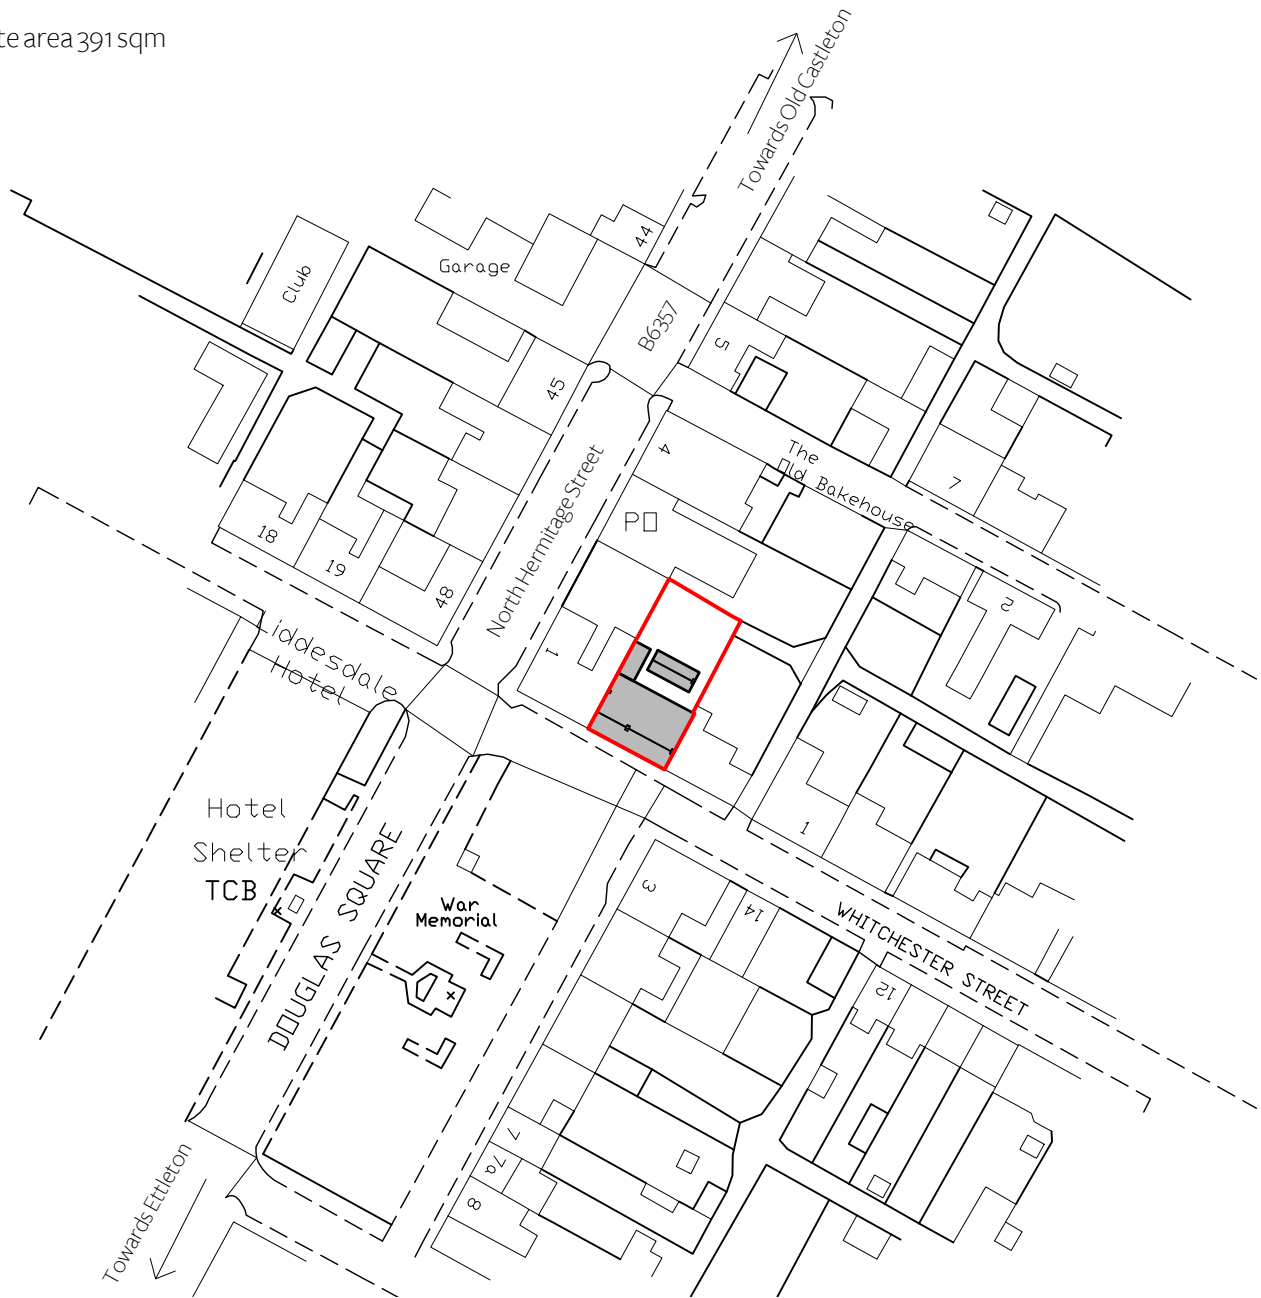 te area 391 sqm
Towards Old Castleton
44
Garage
Club
B6357
5
45
4
The
Old Bakehouse
7
North Hermitage Street
PO
18
19
48
2
1
iddesdale
Hotel
1
Hotel
Shelter
TCB
DOUGLAS SQUARE
War
Memorial
3
14
WHITCHESTER STREET
12
7
7a
8
Towards Ettleton